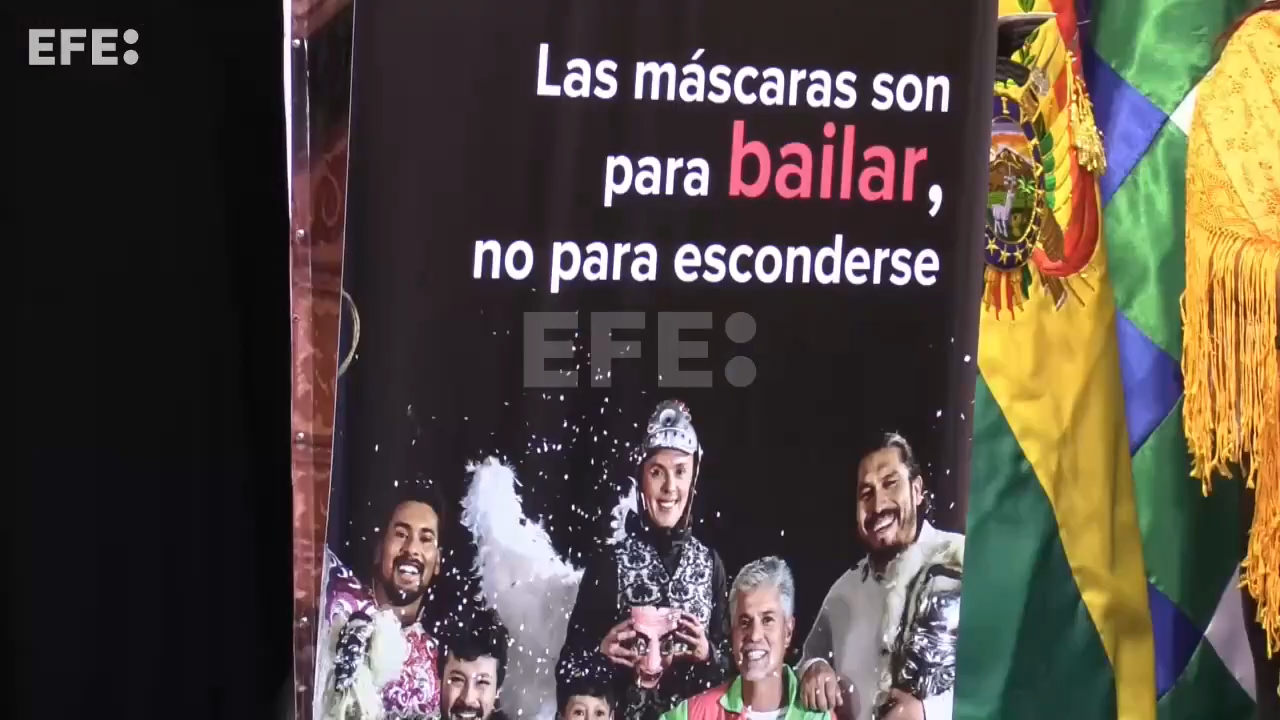 EFE:
Las máscaras son
para bailar,
no para esconderse
EFE: